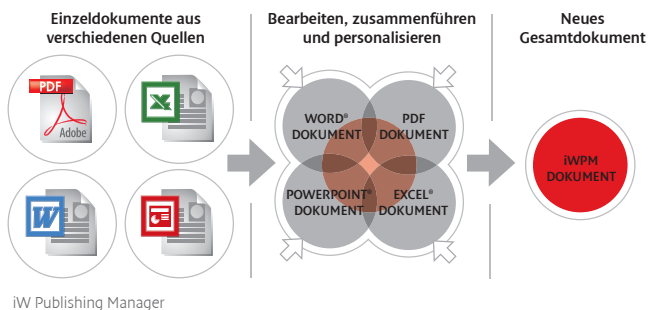 Einzeldokumente aus
verschiedenen Quellen
Bearbeiten, zusammenführen
und personalisieren
Neues
Gesamtdokument
PDF
Adobe
X
W
WORD®
DOKUMENT
PDF
DOKUMENT
POWERPOINT®
DOKUMENT
EXCEL®
DOKUMENT
iWPM
DOKUMENT
iW Publishing Manager